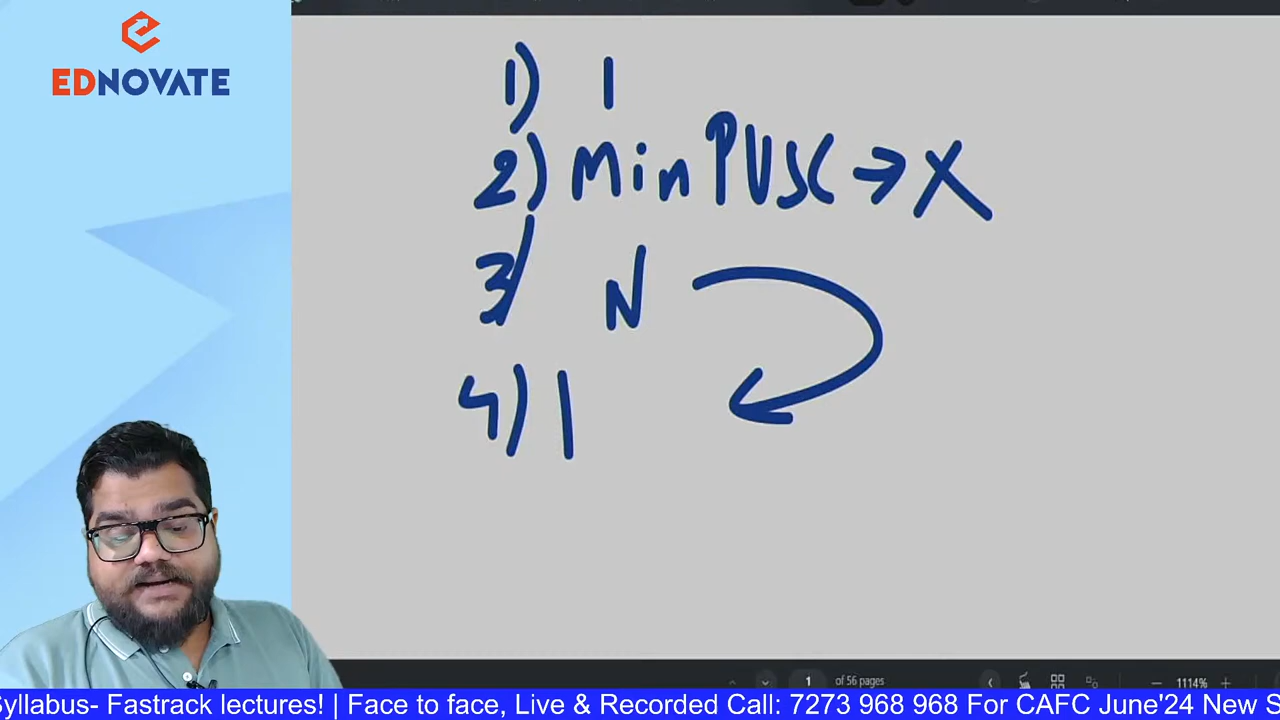 EDNOVATE
1) 1
2) Min PUSC → X
3) N
4) |
1 of 56 pages
1114%
Syllabus- Fastrack lectures! | Face to face, Live & Recorded Call: 7273 968 968 For CAFC June'24 New S